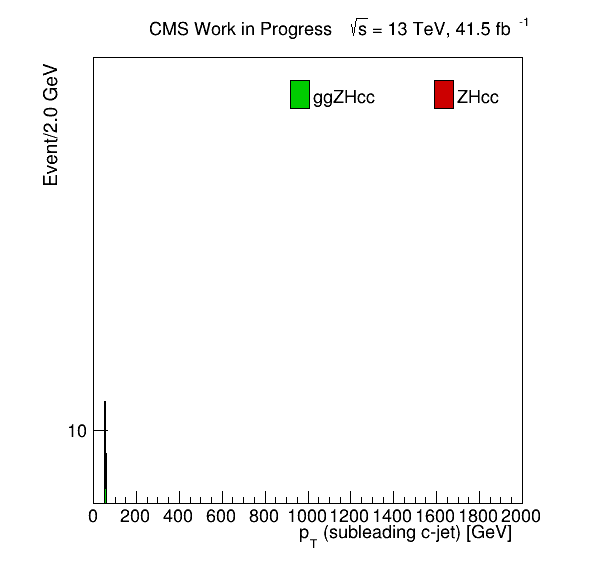 CMS Work in Progress √s = 13 TeV, 41.5 fb⁻¹
Event/2.0 GeV
ggZHcc ZHcc
10
0 200 400 600 800 1000 1200 1400 1600 1800 2000
p_T (subleading c-jet) [GeV]